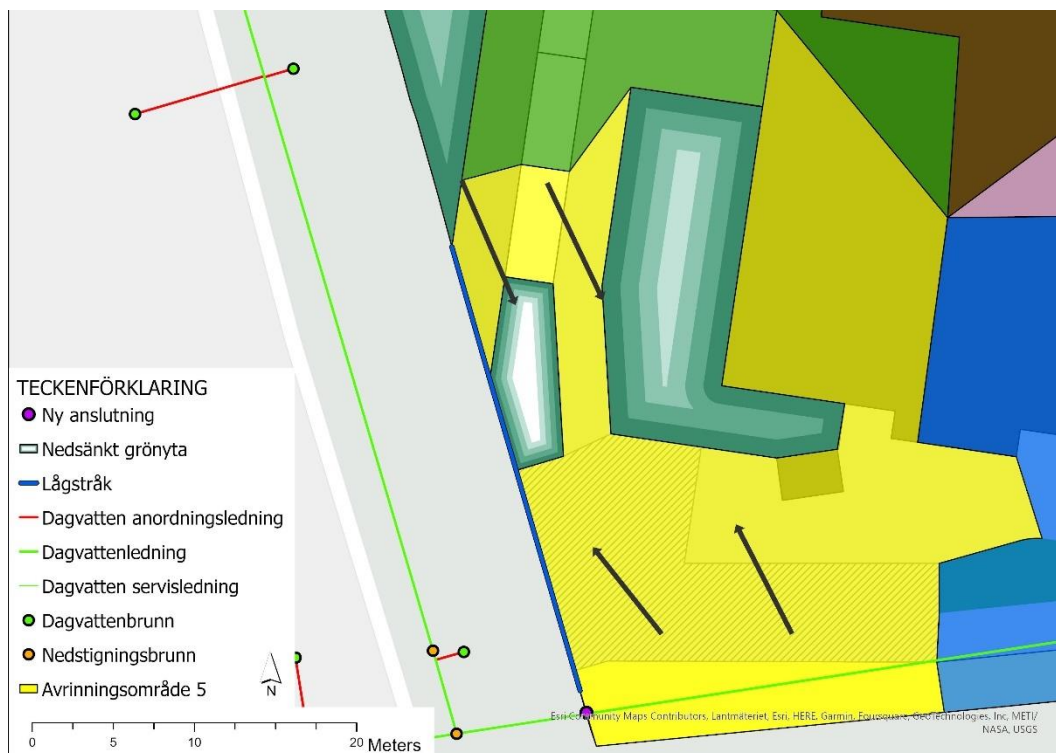 TECKENFÖRKLARING
Ny anslutning
Nedsänkt grönyta
Lågstråk
Dagvatten anordningsledning
Dagvattenledning
Dagvatten servisledning
Dagvattenbrunn
Nedstigningsbrunn
Avrinningsområde 5
N
0 5 10 20 Meters
Esri Community Maps Contributors, Lantmäteriet, Esri, HERE, Garmin, Foursquare, GeoTechnologies, Inc, METI/
NASA, USGS